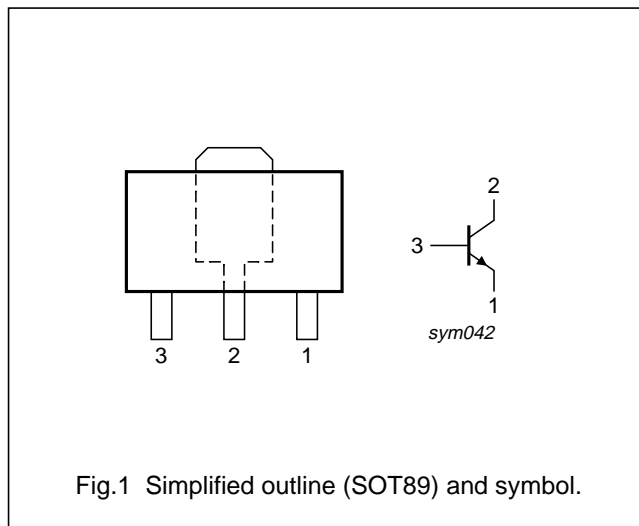 2
3
1
sym042
3 2 1
Fig.1 Simplified outline (SOT89) and symbol.